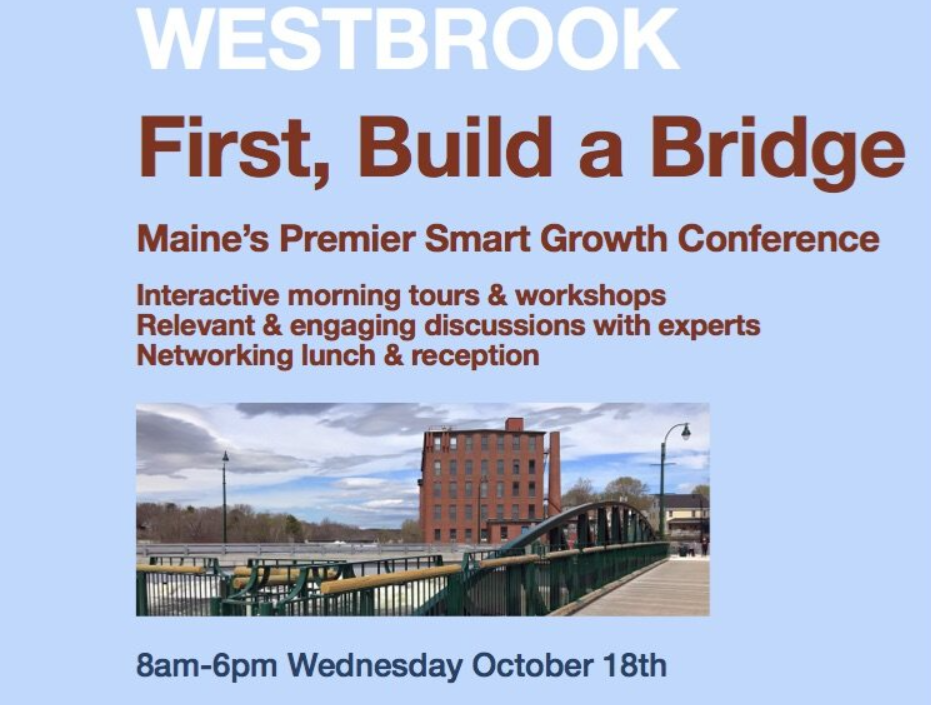 WESTBROOK
First, Build a Bridge
Maine’s Premier Smart Growth Conference
Interactive morning tours & workshops
Relevant & engaging discussions with experts
Networking lunch & reception
8am-6pm Wednesday October 18th